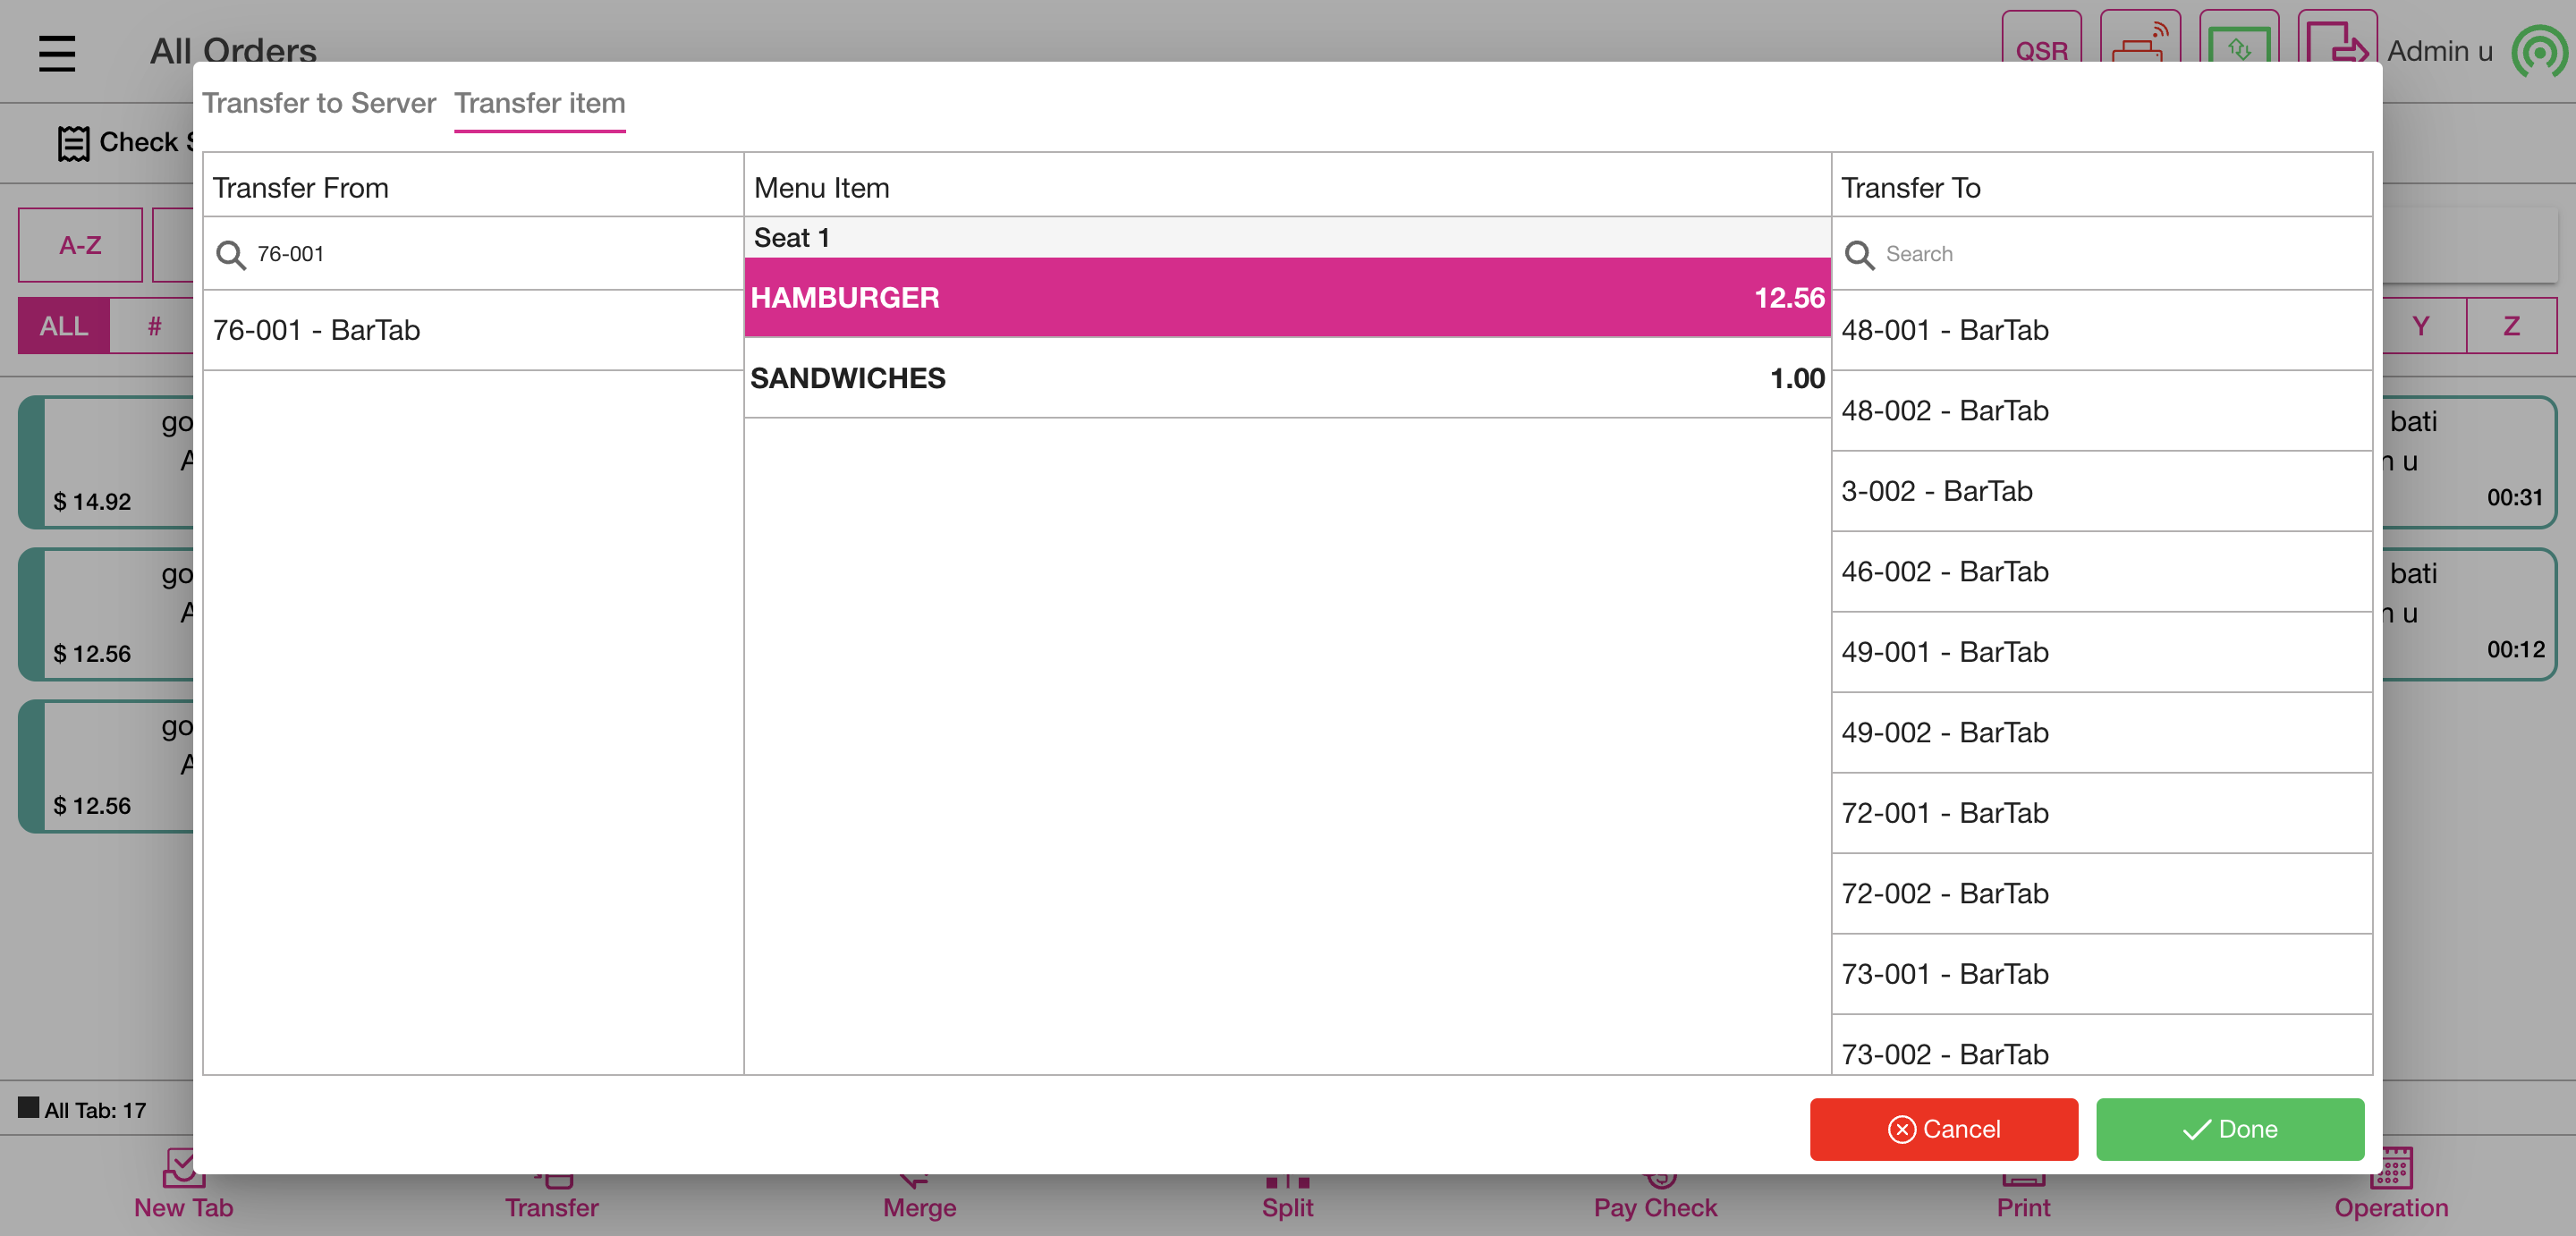 All Orders
QSR
Admin u
Transfer to Server Transfer item
Check
Transfer From
Menu Item
Transfer To
Seat 1
A-Z
76-001
Search
HAMBURGER 12.56
ALL # Y Z
76-001 - BarTab
48-001 - BarTab
SANDWICHES 1.00
48-002 - BarTab
bati
$ 14.92
3-002 - BarTab
00:31
46-002 - BarTab
bati
$ 12.56
49-001 - BarTab
00:12
49-002 - BarTab
$ 12.56
72-001 - BarTab
72-002 - BarTab
73-001 - BarTab
73-002 - BarTab
All Tab: 17
Cancel
Done
New Tab
Transfer
Merge
Split
Pay Check
Print
Operation